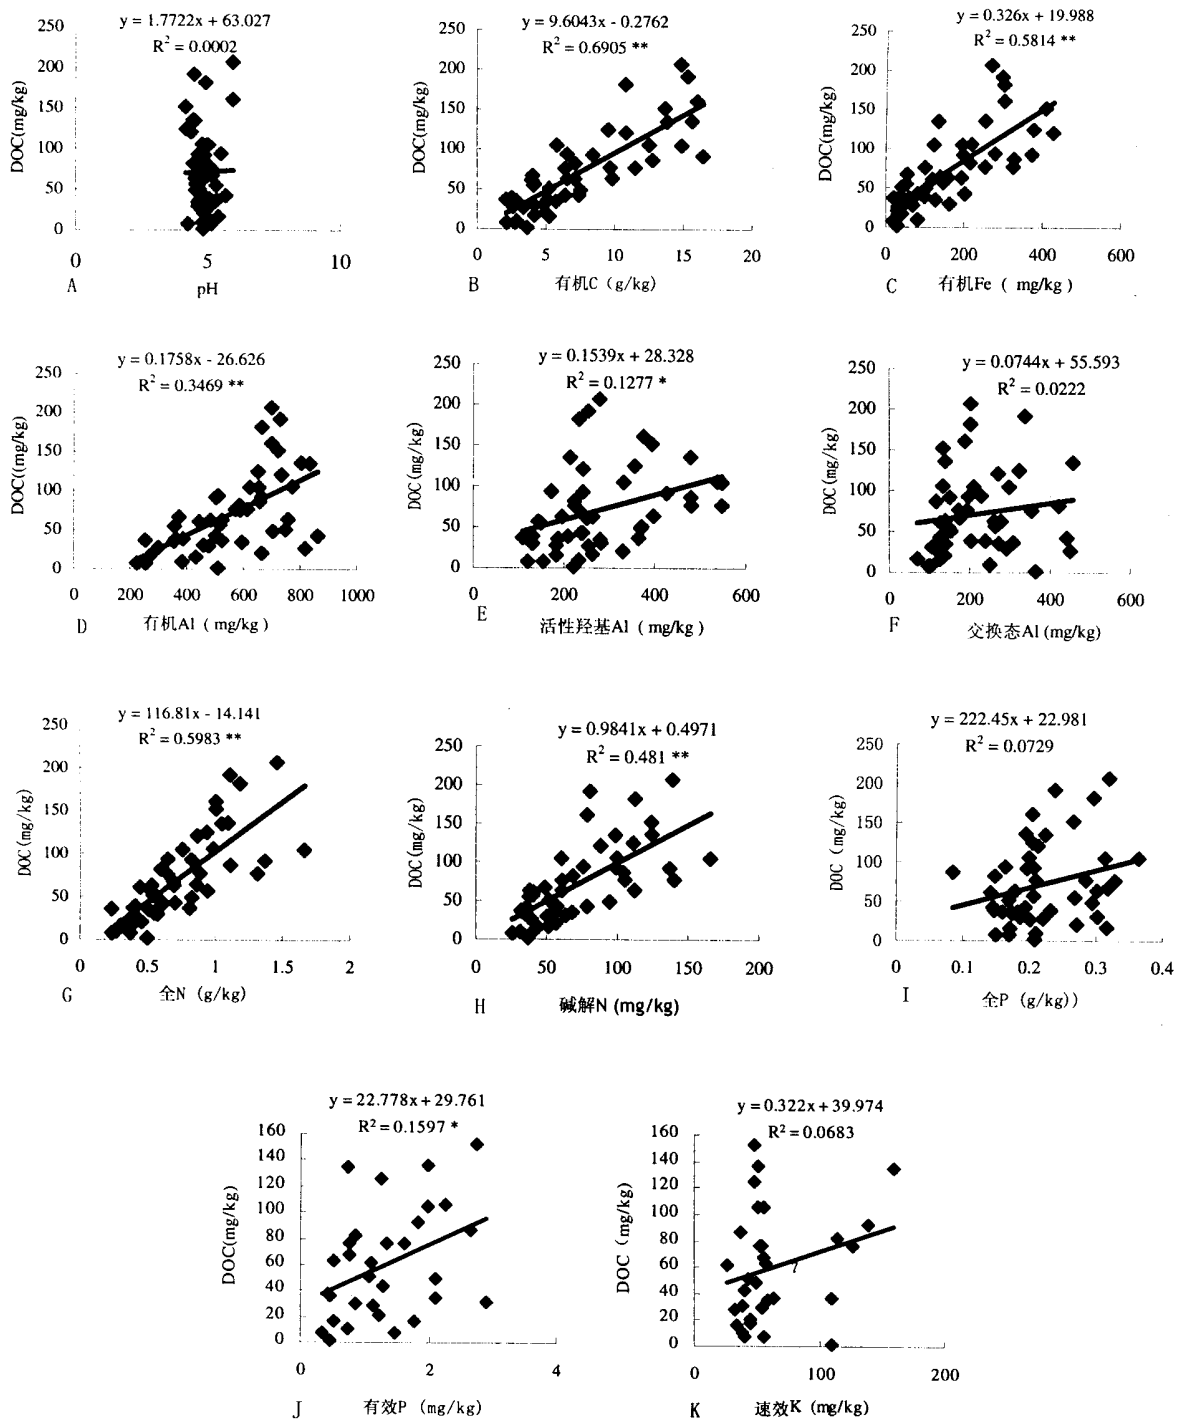 y = 1.7722x + 63.027
R² = 0.0002
DOC(mg/kg)
250
200
150
100
50
0
0
5
10
A
pH
y = 9.6043x - 0.2762
R² = 0.6905 **
DOC(mg/kg)
250
200
150
100
50
0
0
5
10
15
20
B
有机C（g/kg)
y = 0.326x + 19.988
R² = 0.5814 **
DOC(mg/kg)
250
200
150
100
50
0
0
200
400
600
C
有机Fe ( mg/kg )
y = 0.1758x - 26.626
R² = 0.3469 **
DOC((mg/kg)
250
200
150
100
50
0
0
200
400
600
800
1000
D
有机Al ( mg/kg )
y = 0.1539x + 28.328
R² = 0.1277 *
DOC(mg/kg)
250
200
150
100
50
0
0
200
400
600
E
活性羟基Al ( mg/kg )
y = 0.0744x + 55.593
R² = 0.0222
DOC(mg/kg)
250
200
150
100
50
0
0
200
400
600
F
交换态Al (mg/kg)
y = 116.81x - 14.141
R² = 0.5983 **
DOC(mg/kg)
250
200
150
100
50
0
0
0.5
1
1.5
2
G
全N (g/kg)
y = 0.9841x + 0.4971
R² = 0.481 **
DOC(mg/kg)
250
200
150
100
50
0
0
50
100
150
200
H
碱解N (mg/kg)
y = 222.45x + 22.981
R² = 0.0729
DOC（mg/kg)
250
200
150
100
50
0
0
0.1
0.2
0.3
0.4
I
全P (g/kg))
y = 22.778x + 29.761
R² = 0.1597 *
DOC(mg/kg)
160
140
120
100
80
60
40
20
0
0
2
4
J
有效P (mg/kg)
y = 0.322x + 39.974
R² = 0.0683
DOC（mg/kg)
160
140
120
100
80
60
40
20
0
0
100
200
K
速效K (mg/kg)